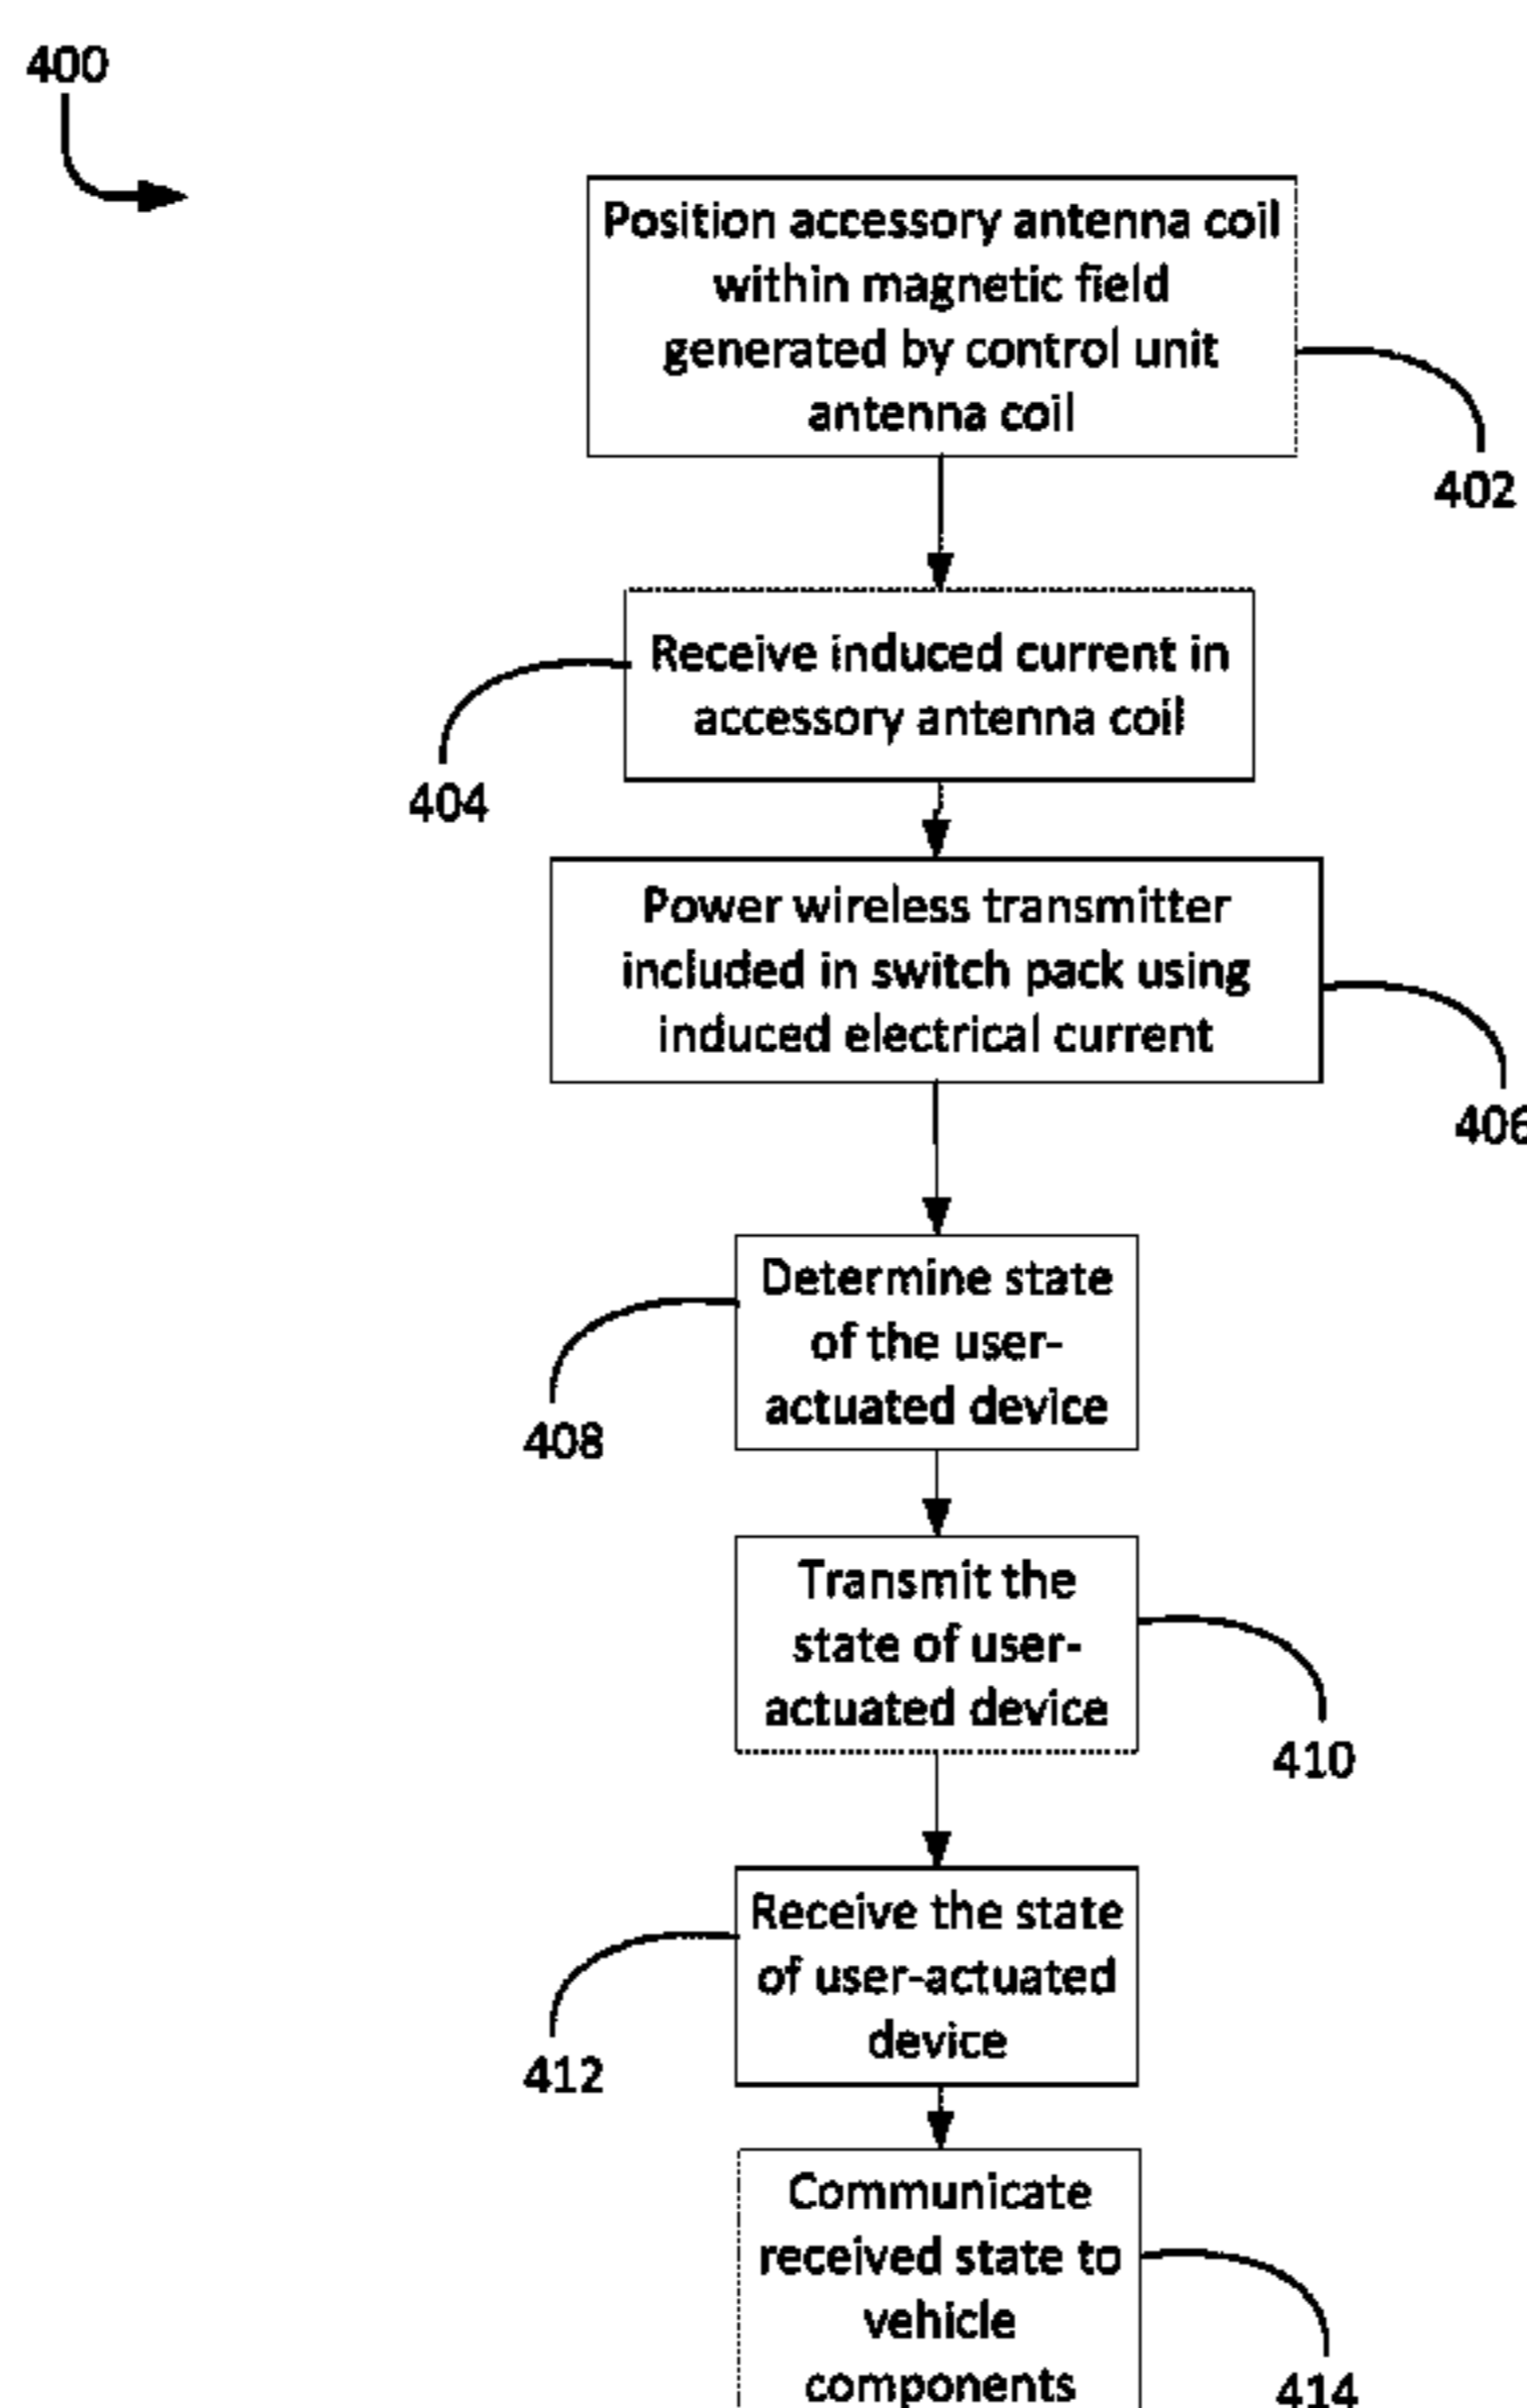 400
Position accessory antenna coil
within magnetic field
generated by control unit
antenna coil
402
Receive induced current in
accessory antenna coil
404
Power wireless transmitter
included in switch pack using
induced electrical current
406
Determine state
of the user-
actuated device
408
Transmit the
state of user-
actuated device
410
Receive the state
of user-actuated
device
412
Communicate
received state to
vehicle
components
414